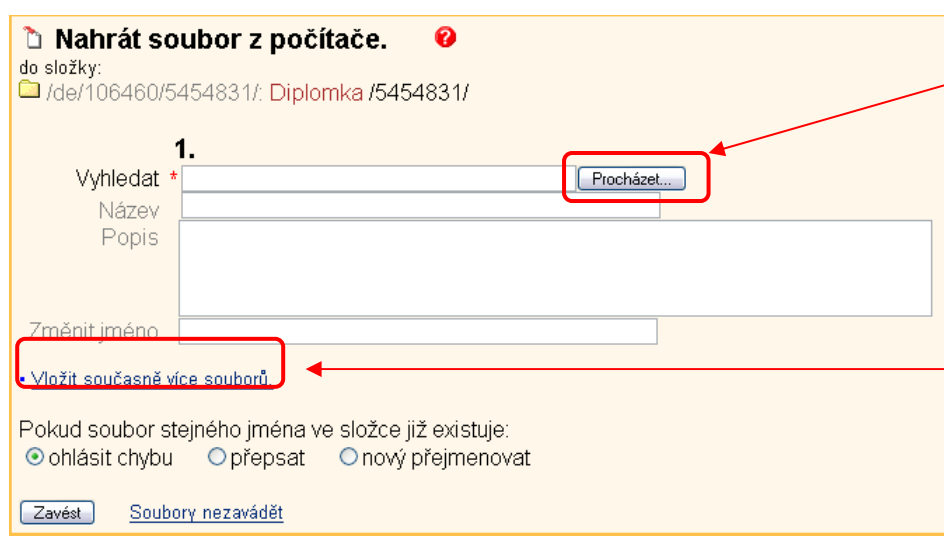 Nahrát soubor z počítače. ?
do složky:
/de/106460/5454831/: Diplomka /5454831/
1.
Vyhledat * Procházet...
Název
Popis
Změnit jméno
Vložit současně více souborů.
Pokud soubor stejného jména ve složce již existuje:
ohlásit chybu přepsat nový přejmenovat
Zavést Soubory nezavádět